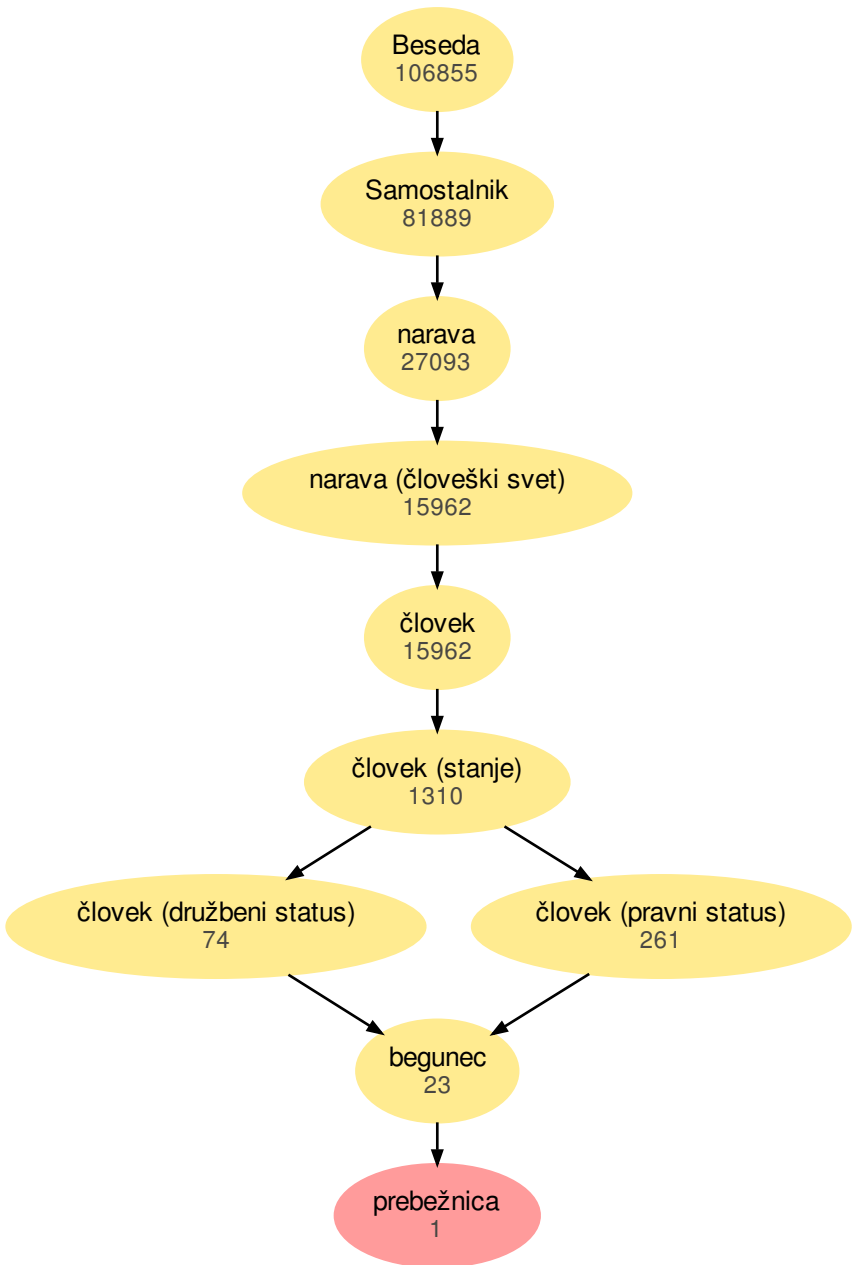 Beseda
106855
Samostalnik
81889
narava
27093
narava (človeški svet)
15962
človek
15962
človek (stanje)
1310
človek (družbeni status)
74
človek (pravni status)
261
begunec
23
prebežnica
1